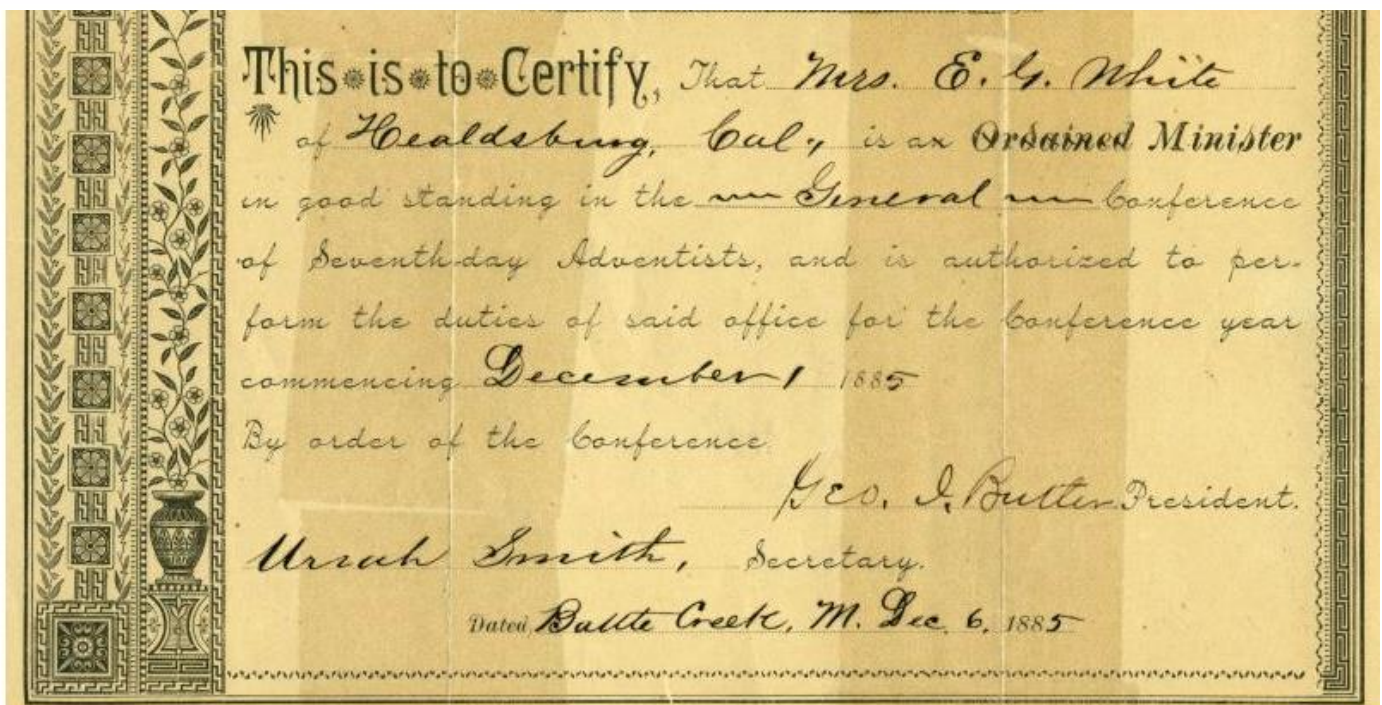 This is to Certify, That Mrs. E. G. White
of Healdsburg, Cal., is an Ordained Minister
in good standing in the General Conference
of Seventh-day Adventists, and is authorized to per-
form the duties of said office for the Conference year
commencing December 1 1885
By order of the Conference.
Geo. I. Butler President.
Uriah Smith, Secretary.
Dated, Battle Creek, M. Dec. 6, 1885